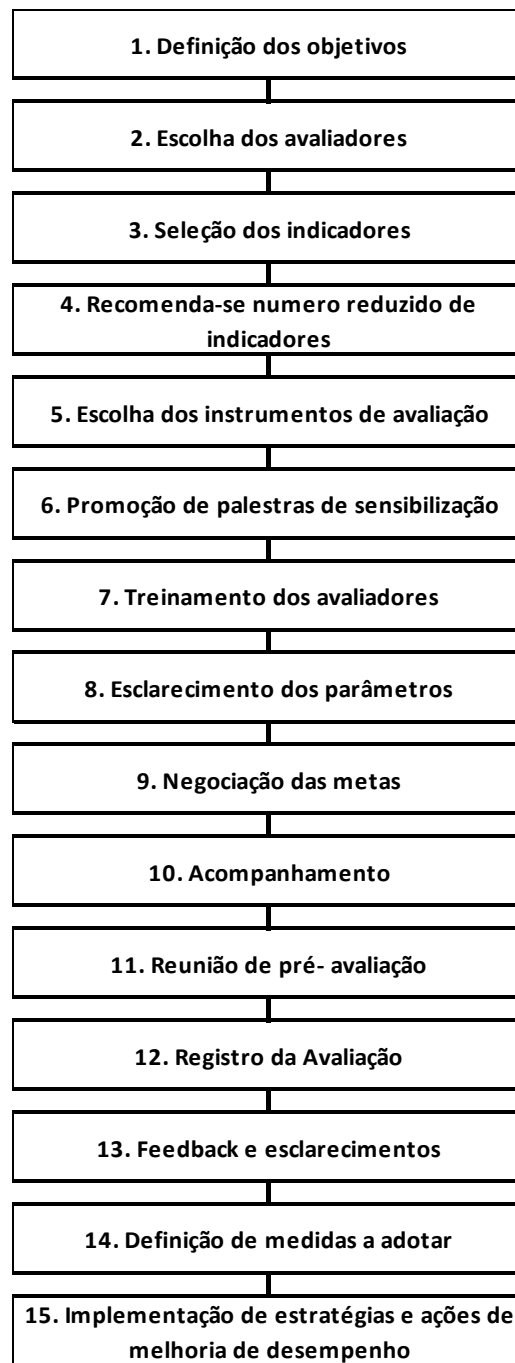 1. Definição dos objetivos
2. Escolha dos avaliadores
3. Seleção dos indicadores
4. Recomenda-se numero reduzido de
indicadores
5. Escolha dos instrumentos de avaliação
6. Promoção de palestras de sensibilização
7. Treinamento dos avaliadores
8. Esclarecimento dos parâmetros
9. Negociação das metas
10. Acompanhamento
11. Reunião de pré- avaliação
12. Registro da Avaliação
13. Feedback e esclarecimentos
14. Definição de medidas a adotar
15. Implementação de estratégias e ações de
melhoria de desempenho